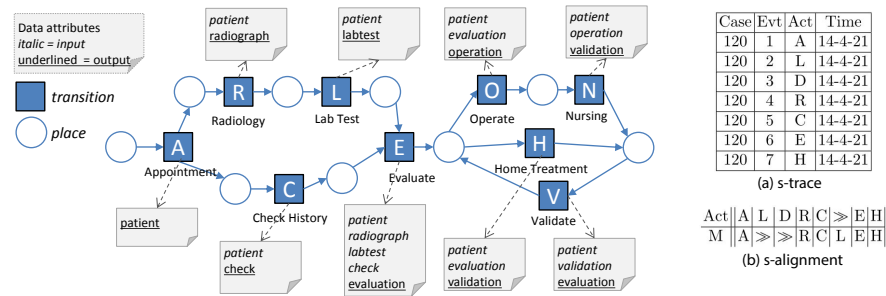 Data attributes
italic = input
underlined = output
transition
place
patient
radiograph
patient
labtest
patient
evaluation
operation
patient
operation
validation
R
Radiology
L
Lab Test
O
Operate
N
Nursing
A
Appointment
C
Check History
E
Evaluate
H
Home Treatment
V
Validate
patient
patient
check
patient
radiograph
labtest
check
evaluation
patient
evaluation
validation
patient
validation
evaluation
Case Evt Act Time
120 1 A 14-4-21
120 2 L 14-4-21
120 3 D 14-4-21
120 4 R 14-4-21
120 5 C 14-4-21
120 6 E 14-4-21
120 7 H 14-4-21
(a) s-trace
Act A L D R C ≫ E H
M A ≫ ≫ R C L E H
(b) s-alignment